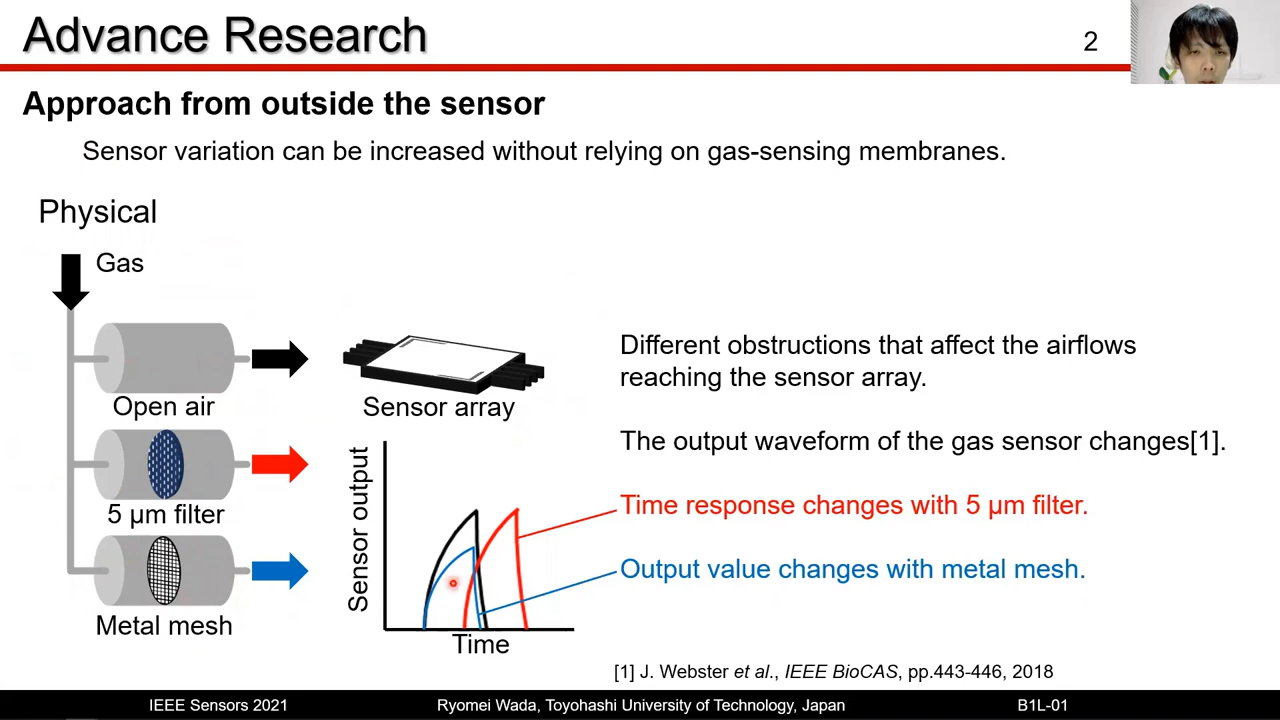 Advance Research
2
Approach from outside the sensor
Sensor variation can be increased without relying on gas-sensing membranes.
Physical
Gas
Open air
5 μm filter
Metal mesh
Sensor array
Sensor output
Time
Different obstructions that affect the airflows
reaching the sensor array.
The output waveform of the gas sensor changes[1].
Time response changes with 5 μm filter.
Output value changes with metal mesh.
[1] J. Webster et al., IEEE BioCAS, pp.443-446, 2018
IEEE Sensors 2021
Ryomei Wada, Toyohashi University of Technology, Japan
B1L-01